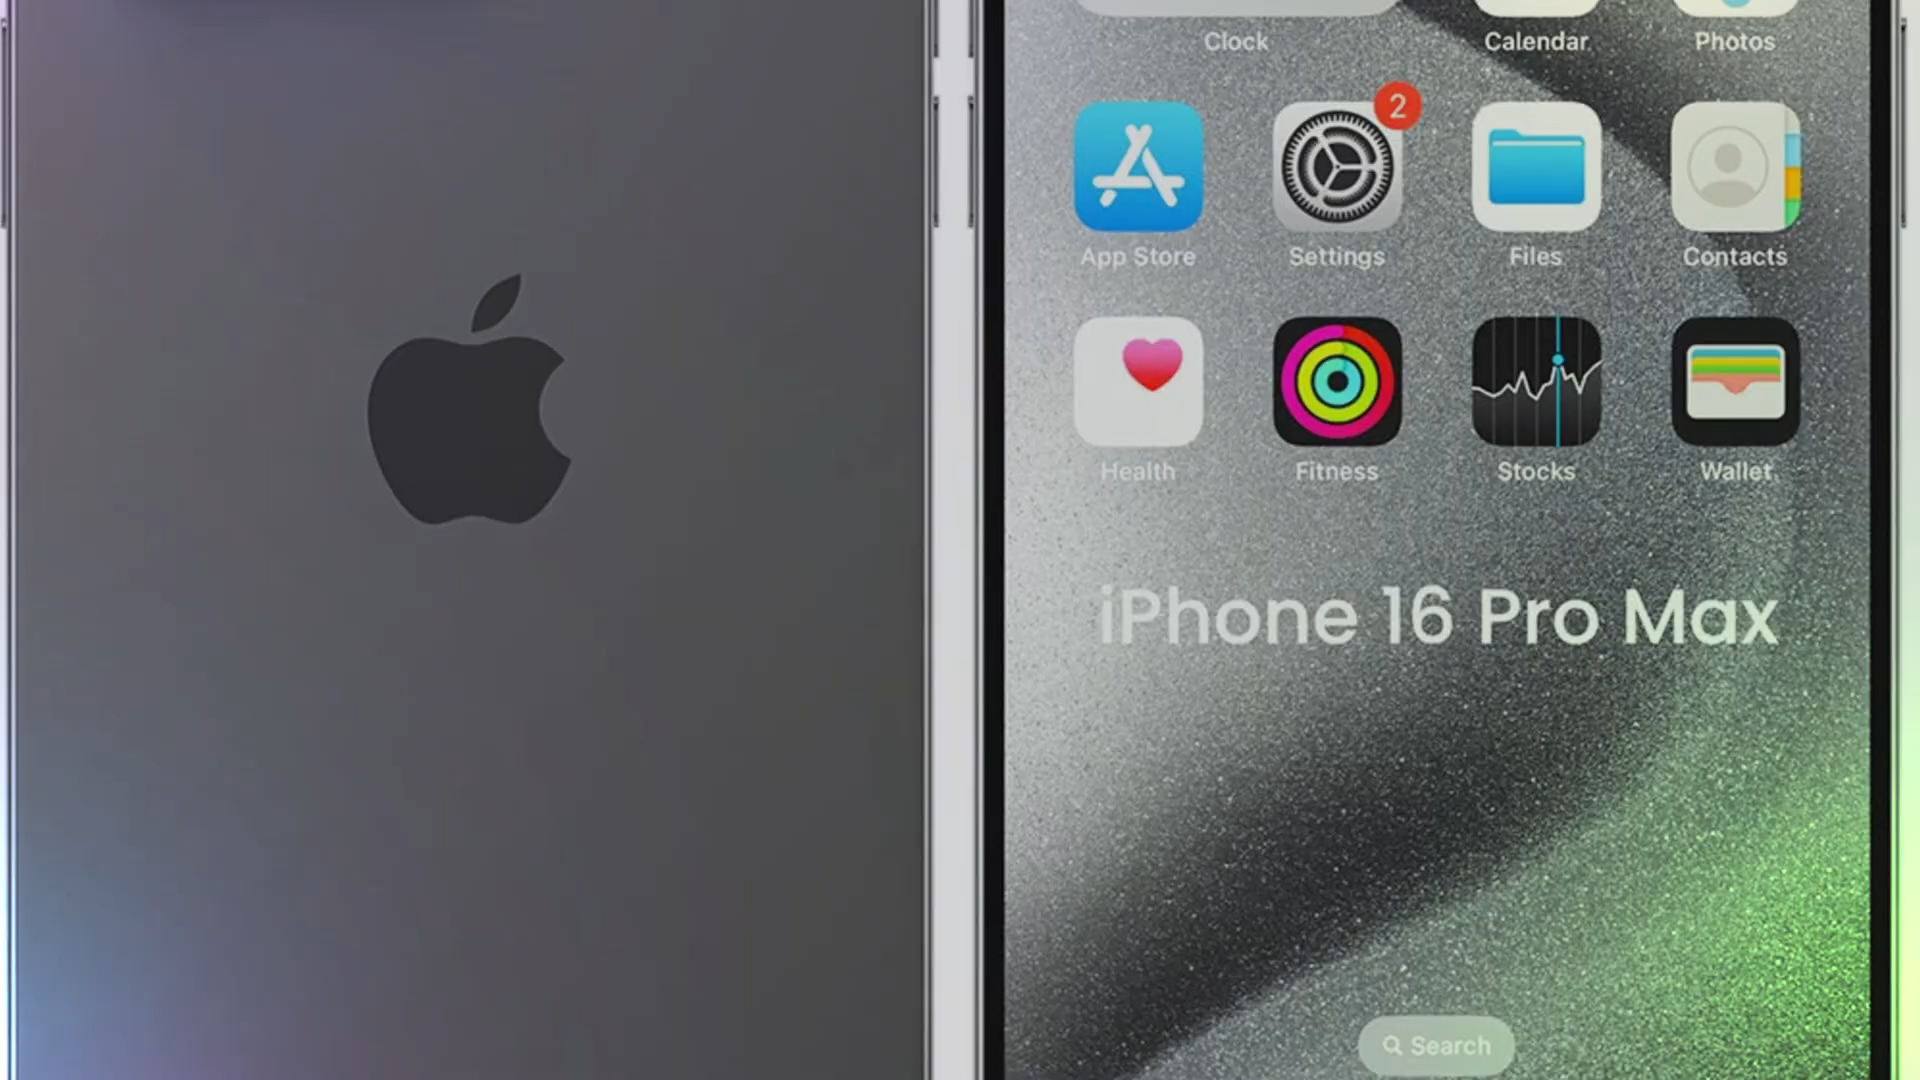 Clock Calendar Photos
2
App Store Settings Files Contacts
Health Fitness Stocks Wallet
iPhone 16 Pro Max
Search